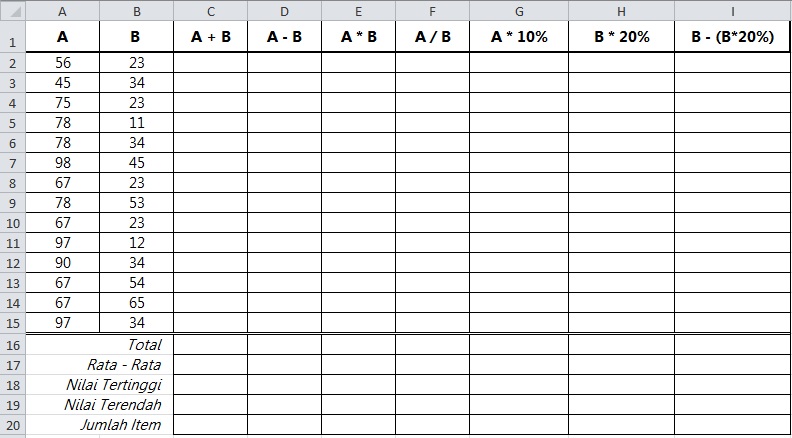 A B C D E F G H I
1 A B A + B A - B A * B A / B A * 10% B * 20% B - (B*20%)
2 56 23
3 45 34
4 75 23
5 78 11
6 78 34
7 98 45
8 67 23
9 78 53
10 67 23
11 97 12
12 90 34
13 67 54
14 67 65
15 97 34
16 Total
17 Rata - Rata
18 Nilai Tertinggi
19 Nilai Terendah
20 Jumlah Item